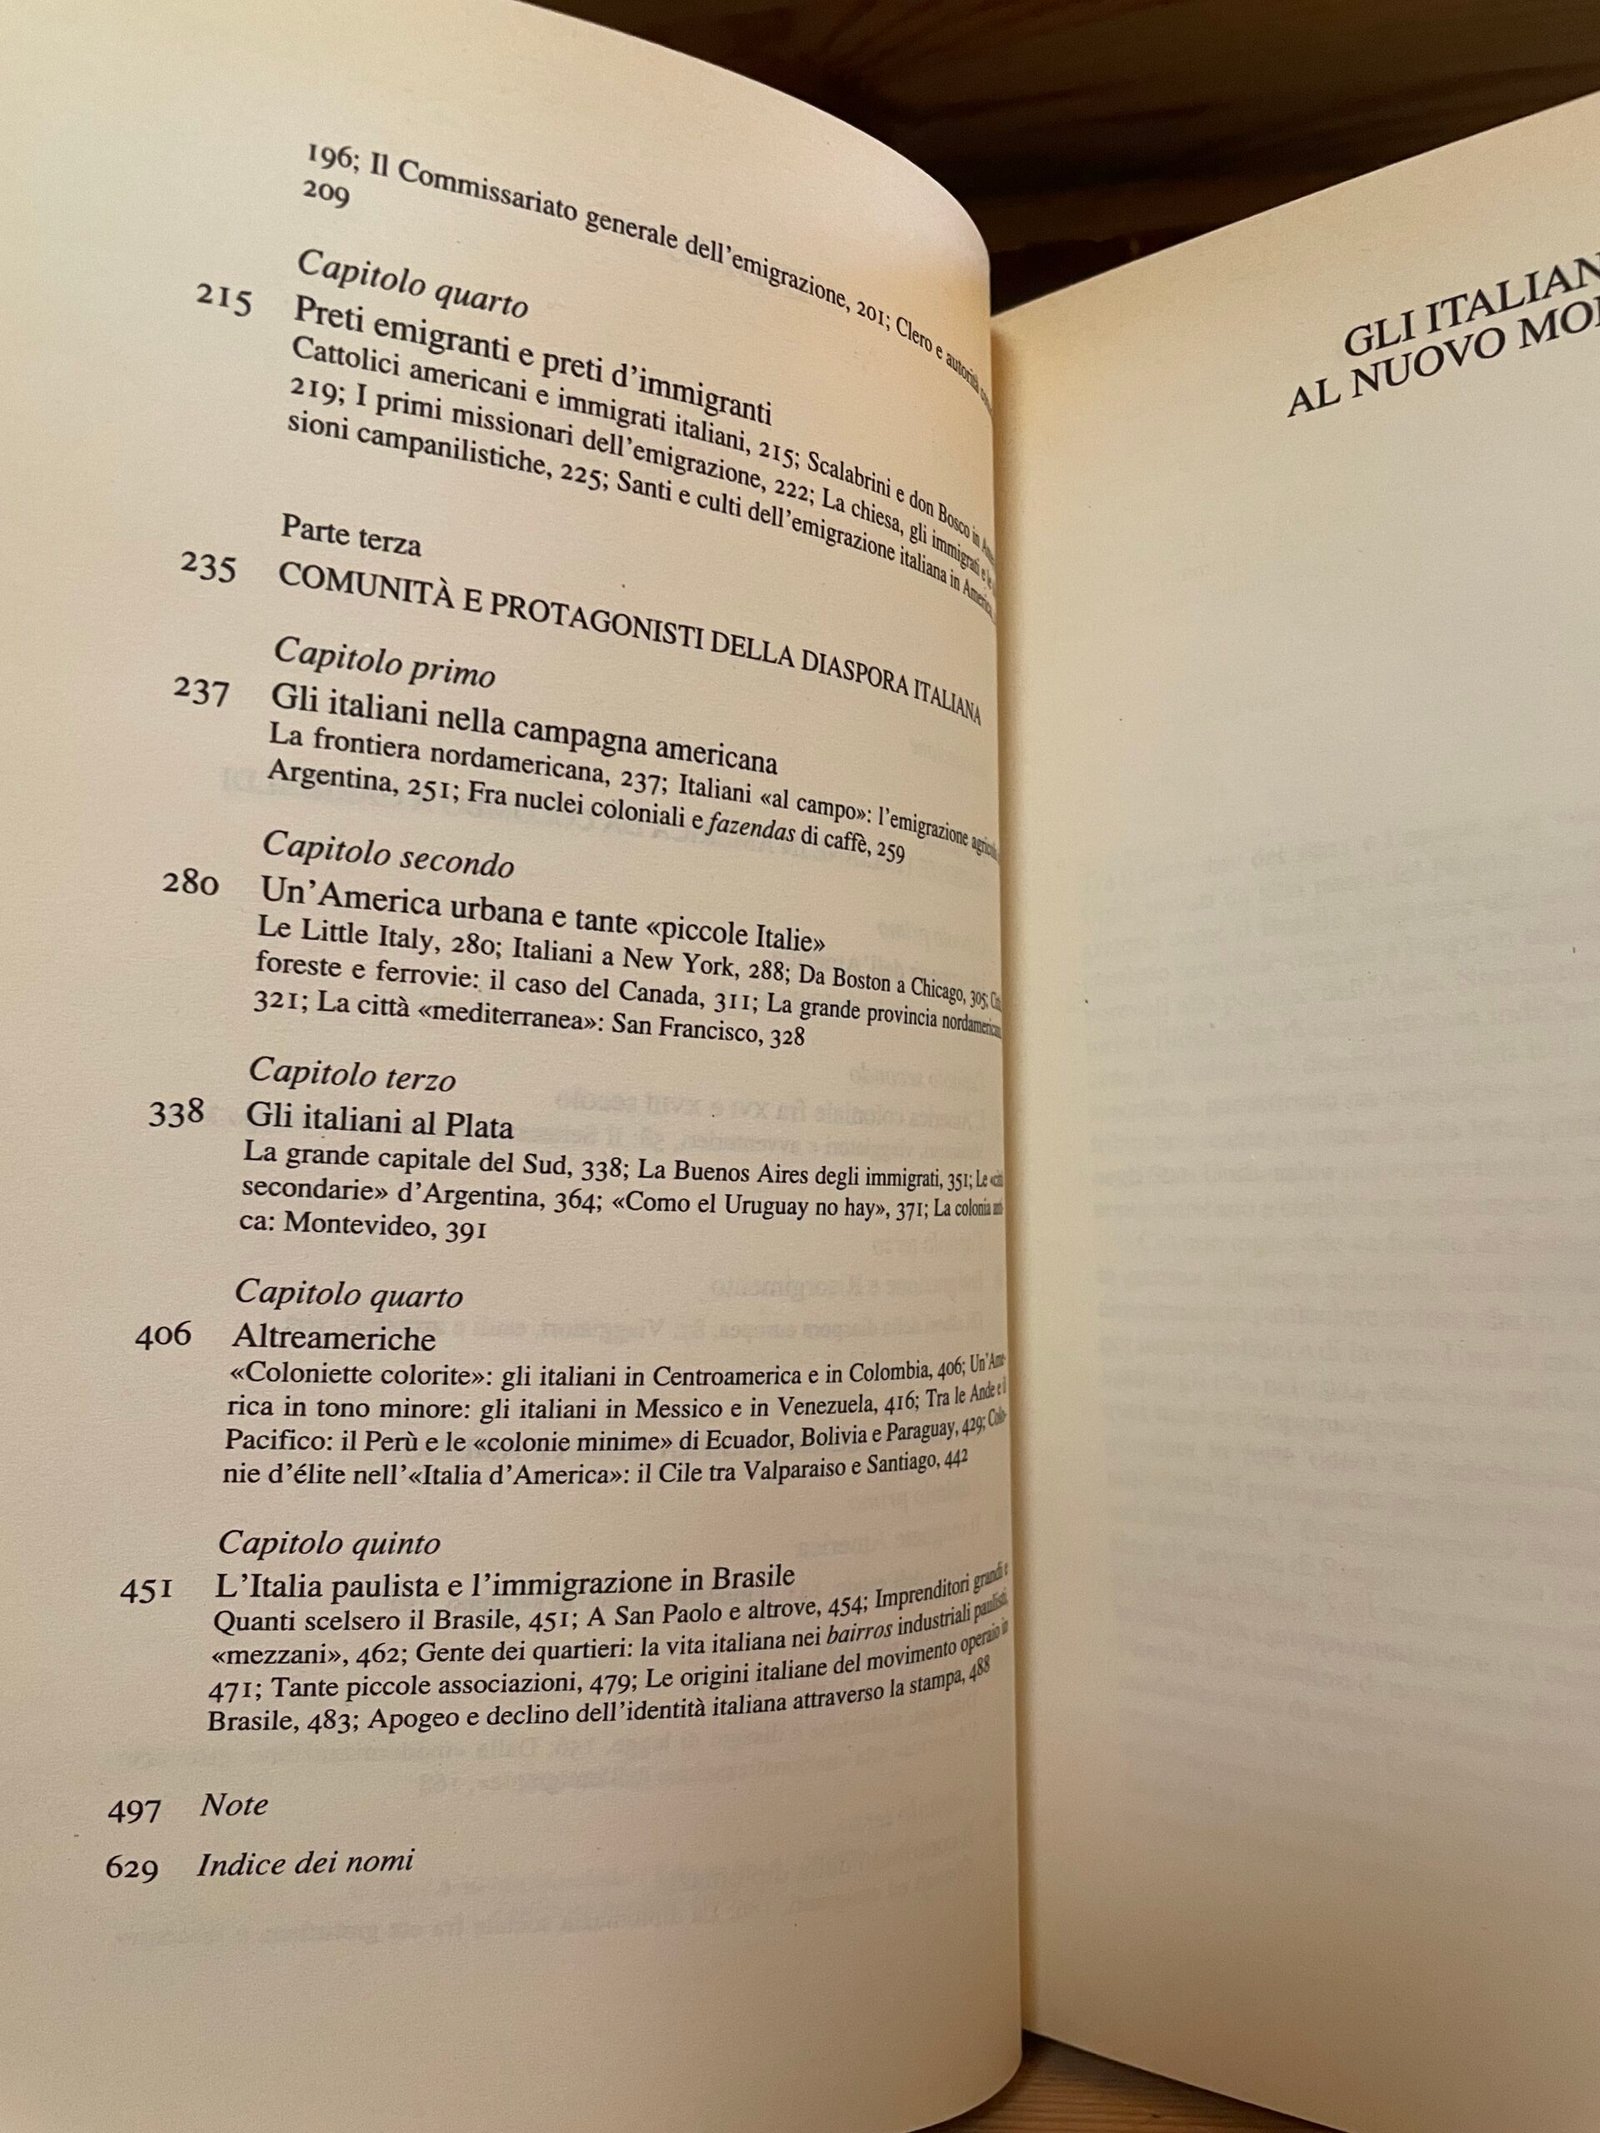 196; Il Commissariato generale dell'emigrazione, 201; Clero e autorità
209
Capitolo quarto
215 Preti emigranti e preti d'immigranti
Cattolici americani e immigrati italiani, 215; Scalabrini e don Bosco in
219; I primi missionari dell'emigrazione, 222; La chiesa, gli immigrati e le
sioni campanilistiche, 225; Santi e culti dell'emigrazione italiana in America,
Parte terza
235 COMUNITÀ E PROTAGONISTI DELLA DIASPORA ITALIANA
Capitolo primo
237 Gli italiani nella campagna americana
La frontiera nordamericana, 237; Italiani «al campo»: l'emigrazione agricola
Argentina, 251; Fra nuclei coloniali e fazendas di caffè, 259
Capitolo secondo
280 Un'America urbana e tante «piccole Italie»
Le Little Italy, 280; Italiani a New York, 288; Da Boston a Chicago, 305;
foreste e ferrovie: il caso del Canada, 311; La grande provincia nordamericana,
321; La città «mediterranea»: San Francisco, 328
Capitolo terzo
338 Gli italiani al Plata
La grande capitale del Sud, 338; La Buenos Aires degli immigrati, 351; Le «città
secondarie» d'Argentina, 364; «Como el Uruguay no hay», 371; La colonia anti-
ca: Montevideo, 391
Capitolo quarto
406 Altreameriche
«Coloniette colorite»: gli italiani in Centroamerica e in Colombia, 406; Un'Ame-
rica in tono minore: gli italiani in Messico e in Venezuela, 416; Tra le Ande e il
Pacifico: il Perù e le «colonie minime» di Ecuador, Bolivia e Paraguay, 429; Colo-
nie d'élite nell'«Italia d'America»: il Cile tra Valparaiso e Santiago, 442
Capitolo quinto
451 L'Italia paulista e l'immigrazione in Brasile
Quanti scelsero il Brasile, 451; A San Paolo e altrove, 454; Imprenditori grandi e
«mezzani», 462; Gente dei quartieri: la vita italiana nei bairros industriali paulisti,
471; Tante piccole associazioni, 479; Le origini italiane del movimento operaio in
Brasile, 483; Apogeo e declino dell'identità italiana attraverso la stampa, 488
497 Note
629 Indice dei nomi
GLI ITALIAN
AL NUOVO MO